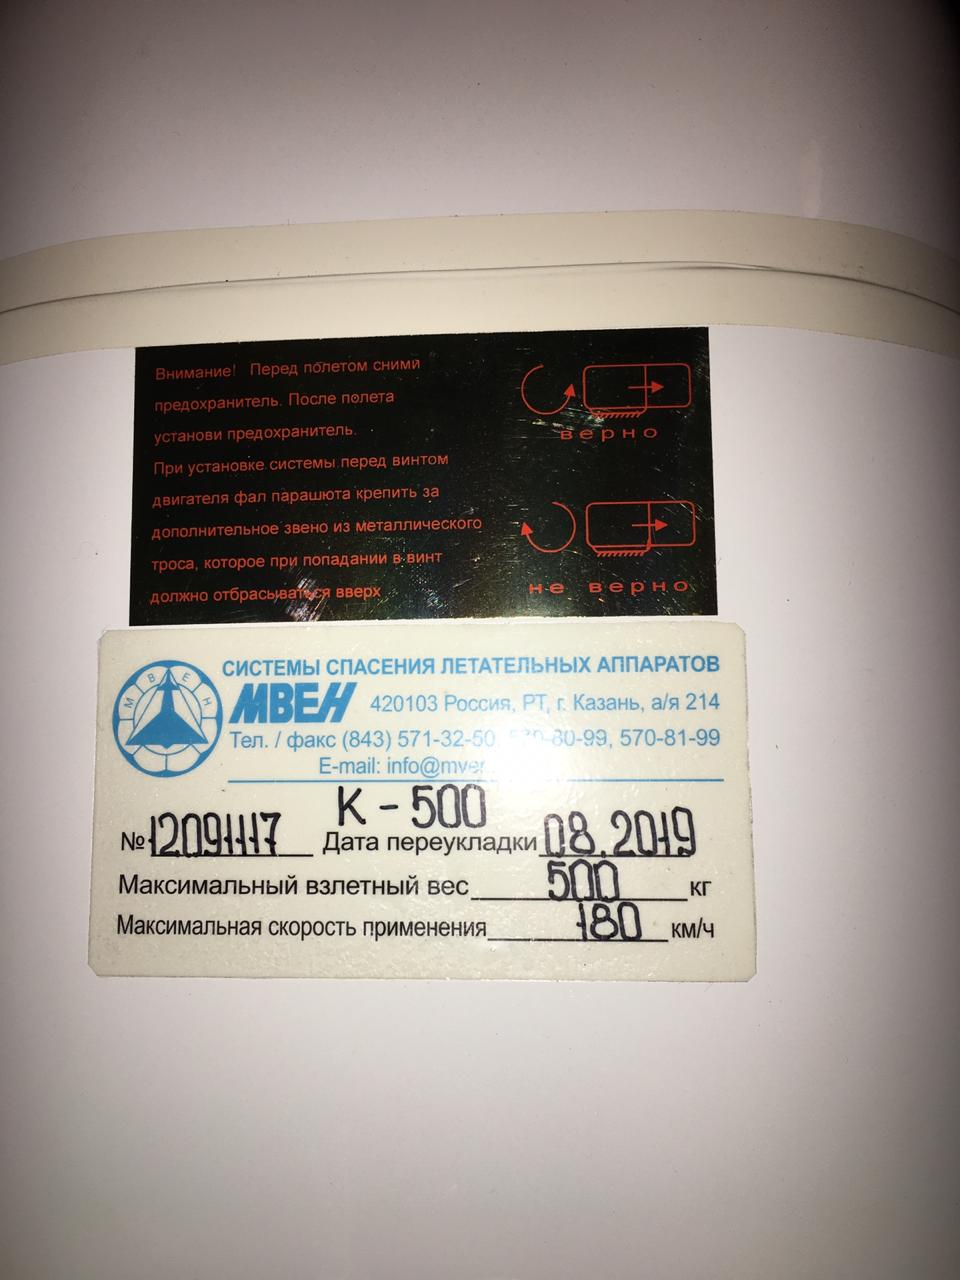 Внимание! Перед полетом сними
предохранитель. После полета
установи предохранитель.
При установке системы перед винтом
двигателя фал парашюта крепить за
дополнительное звено из металлического
троса, которое при попадании в винт
должно отбрасываться вверх
верно
не верно
МВЕН
СИСТЕМЫ СПАСЕНИЯ ЛЕТАТЕЛЬНЫХ АППАРАТОВ
МВЕН 420103 Россия, РТ, г. Казань, а/я 214
Тел. / факс (843) 571-32-50, 570-81-99
E-mail:
К - 500
№ 12091117 Дата переукладки 08.2019
Максимальный взлетный вес 500 кг
Максимальная скорость применения 180 км/ч